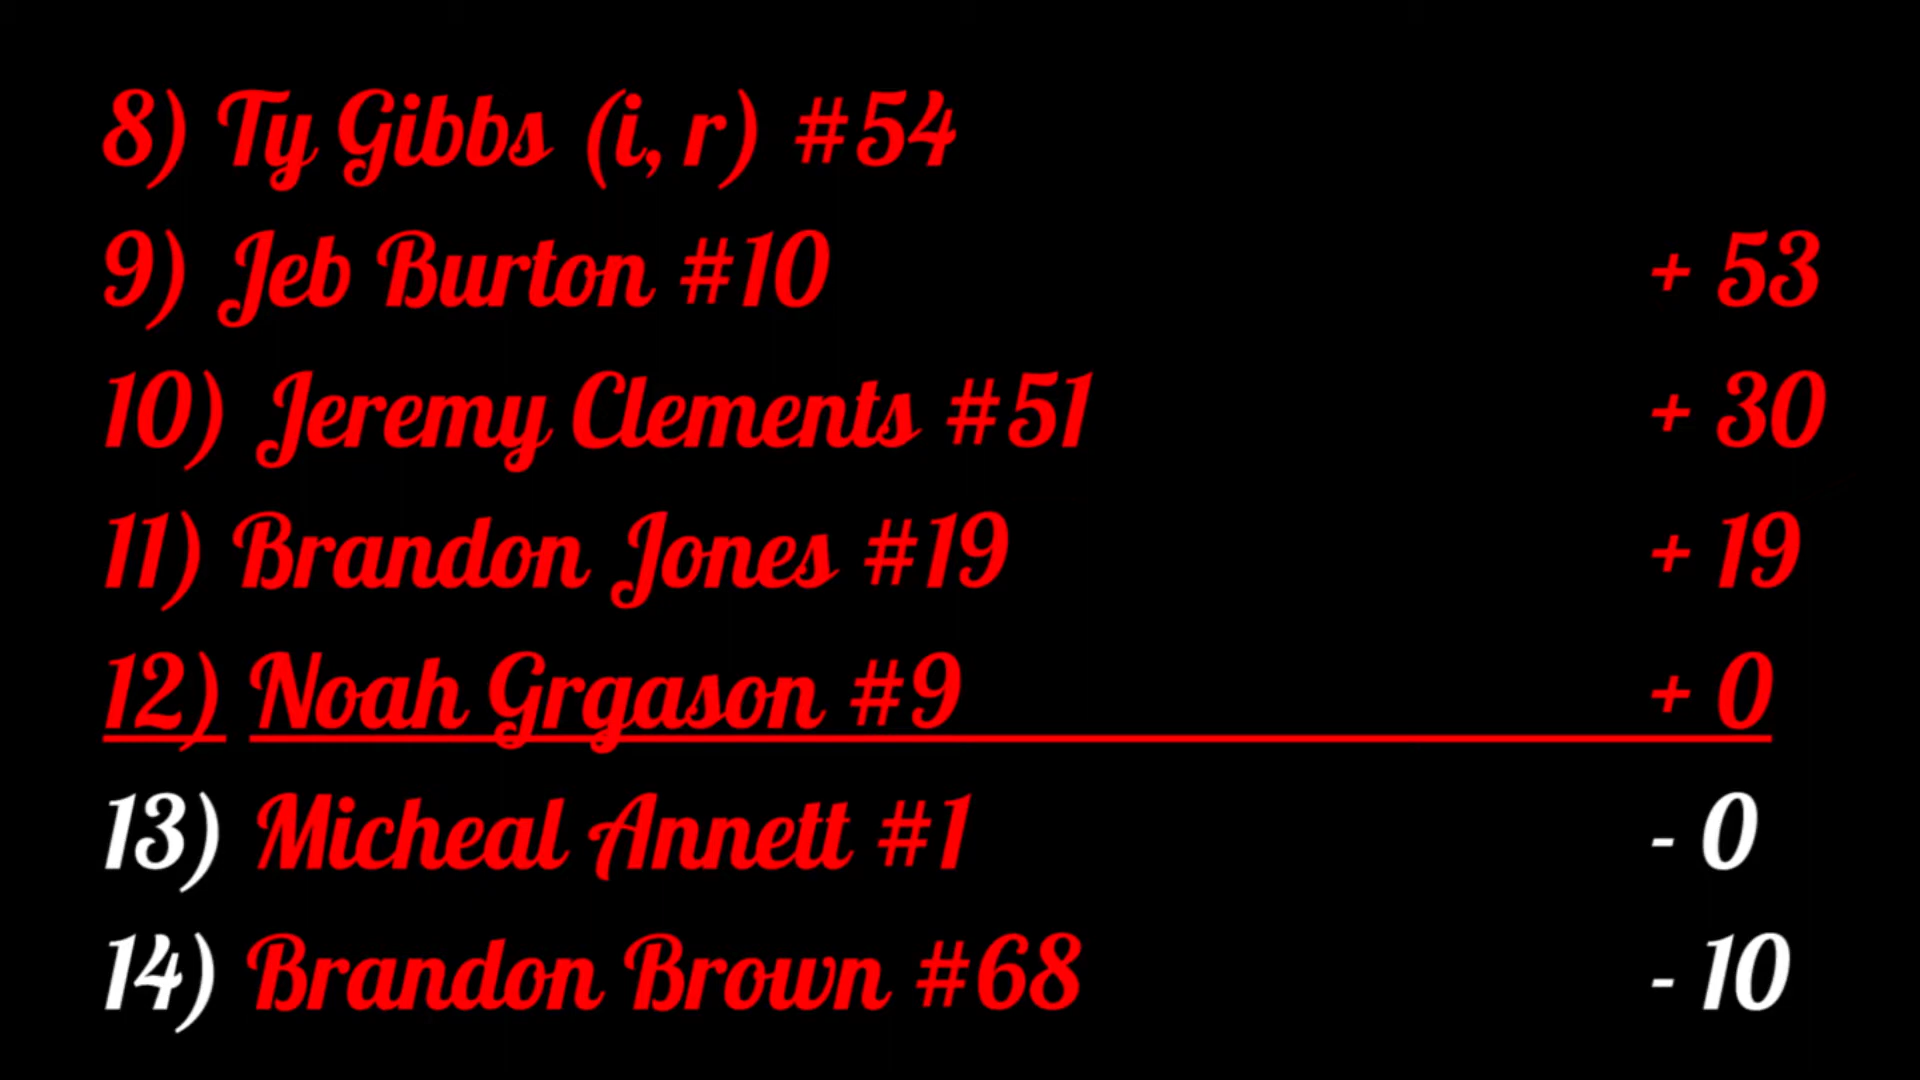 8) Ty Gibbs (i, r) #54
9) Jeb Burton #10 + 53
10) Jeremy Clements #51 + 30
11) Brandon Jones #19 + 19
12) Noah Grgason #9 + 0
13) Micheal Annett #1 - 0
14) Brandon Brown #68 - 10